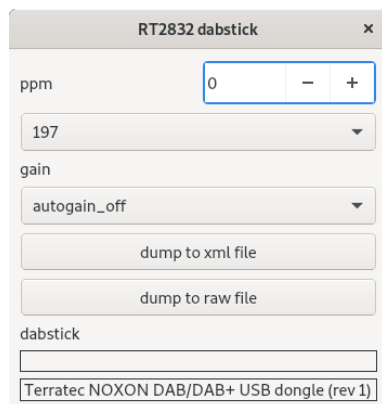 RT2832 dabstick ×
ppm 0 − +
197
gain
autogain_off
dump to xml file
dump to raw file
dabstick
Terratec NOXON DAB/DAB+ USB dongle (rev 1)